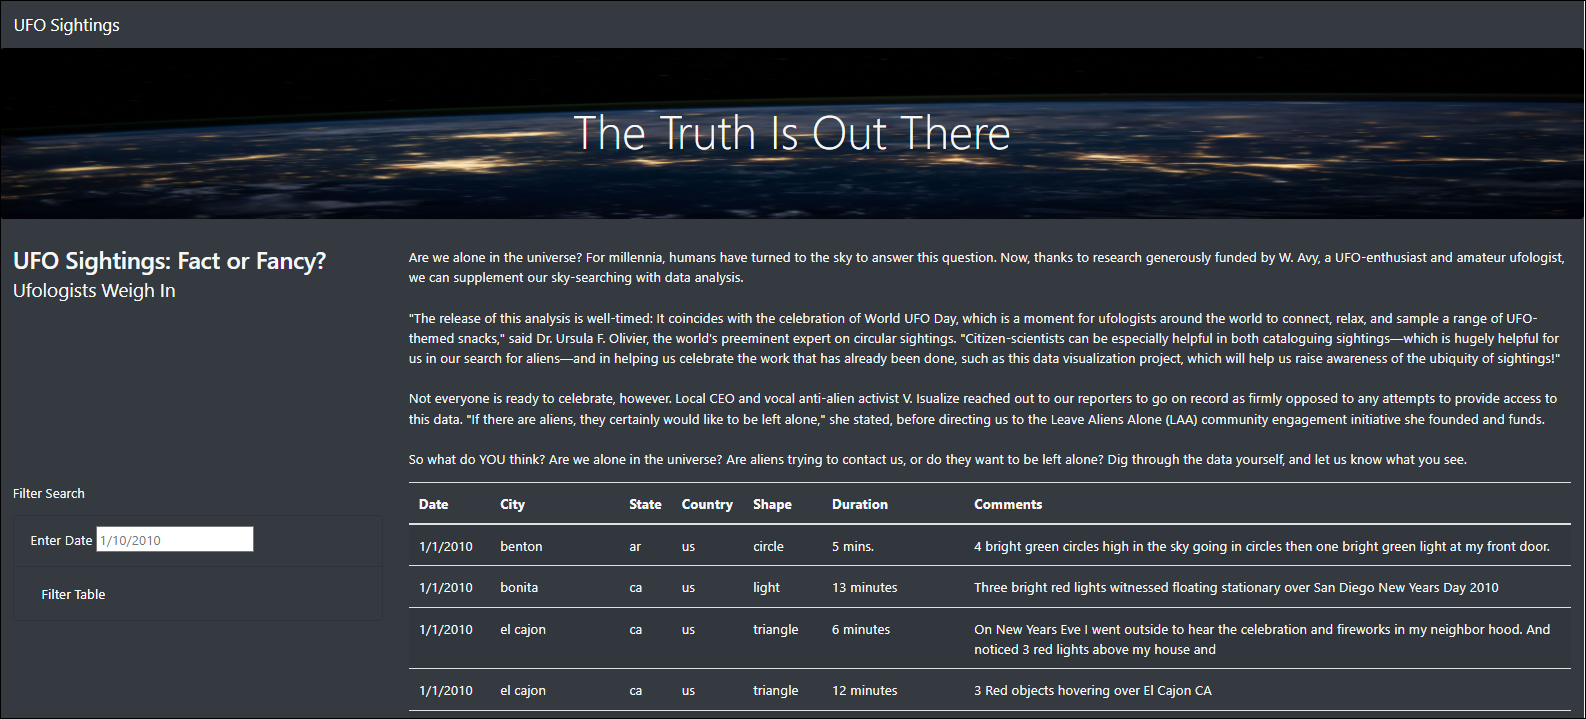 UFO Sightings
The Truth Is Out There
UFO Sightings: Fact or Fancy?
Ufologists Weigh In
Are we alone in the universe? For millennia, humans have turned to the sky to answer this question. Now, thanks to research generously funded by W. Avy, a UFO-enthusiast and amateur ufologist,
we can supplement our sky-searching with data analysis.
"The release of this analysis is well-timed: It coincides with the celebration of World UFO Day, which is a moment for ufologists around the world to connect, relax, and sample a range of UFO-
themed snacks," said Dr. Ursula F. Olivier, the world's preeminent expert on circular sightings. "Citizen-scientists can be especially helpful in both cataloguing sightings—which is hugely helpful for
us in our search for aliens—and in helping us celebrate the work that has already been done, such as this data visualization project, which will help us raise awareness of the ubiquity of sightings!"
Not everyone is ready to celebrate, however. Local CEO and vocal anti-alien activist V. Isualize reached out to our reporters to go on record as firmly opposed to any attempts to provide access to
this data. "If there are aliens, they certainly would like to be left alone," she stated, before directing us to the Leave Aliens Alone (LAA) community engagement initiative she founded and funds.
So what do YOU think? Are we alone in the universe? Are aliens trying to contact us, or do they want to be left alone? Dig through the data yourself, and let us know what you see.
Filter Search
Enter Date 1/10/2010
Filter Table
Date City State Country Shape Duration Comments
1/1/2010 benton ar us circle 5 mins. 4 bright green circles high in the sky going in circles then one bright green light at my front door.
1/1/2010 bonita ca us light 13 minutes Three bright red lights witnessed floating stationary over San Diego New Years Day 2010
1/1/2010 el cajon ca us triangle 6 minutes On New Years Eve I went outside to hear the celebration and fireworks in my neighbor hood. And
noticed 3 red lights above my house and
1/1/2010 el cajon ca us triangle 12 minutes 3 Red objects hovering over El Cajon CA